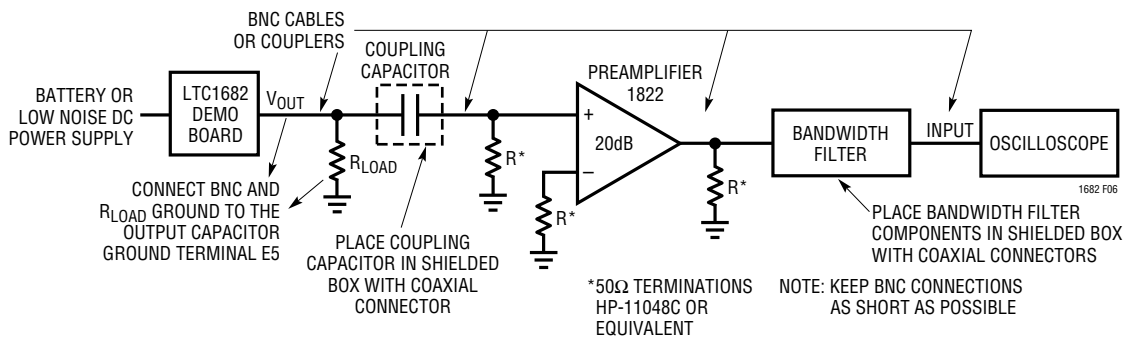 BNC CABLES
OR COUPLERS
COUPLING
CAPACITOR
PREAMPLIFIER
1822
BATTERY OR
LOW NOISE DC
POWER SUPPLY
LTC1682
DEMO
BOARD
VOUT
RLOAD
R*
+
20dB
–
R*
R*
BANDWIDTH
FILTER
INPUT
OSCILLOSCOPE
1682 F06
CONNECT BNC AND
RLOAD GROUND TO THE
OUTPUT CAPACITOR
GROUND TERMINAL E5
PLACE COUPLING
CAPACITOR IN SHIELDED
BOX WITH COAXIAL
CONNECTOR
PLACE BANDWIDTH FILTER
COMPONENTS IN SHIELDED BOX
WITH COAXIAL CONNECTORS
*50Ω TERMINATIONS
HP-11048C OR
EQUIVALENT
NOTE: KEEP BNC CONNECTIONS
AS SHORT AS POSSIBLE